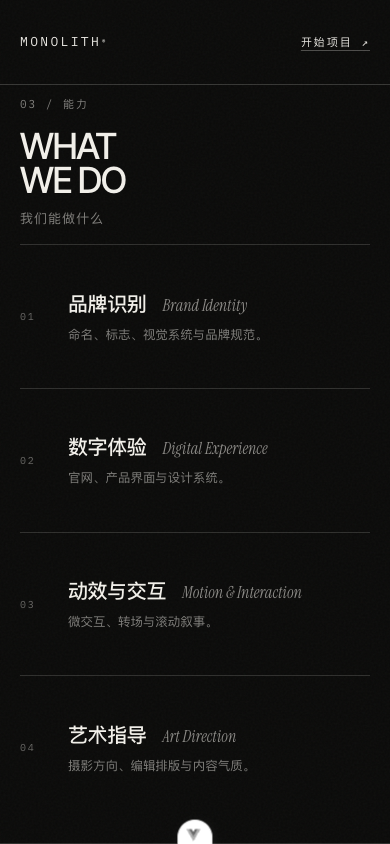 MONOLITH®
开始项目 ↗
03 / 能力
WHAT
WE DO
我们能做什么
01
品牌识别 Brand Identity
命名、标志、视觉系统与品牌规范。
02
数字体验 Digital Experience
官网、产品界面与设计系统。
03
动效与交互 Motion & Interaction
微交互、转场与滚动叙事。
04
艺术指导 Art Direction
摄影方向、编辑排版与内容气质。